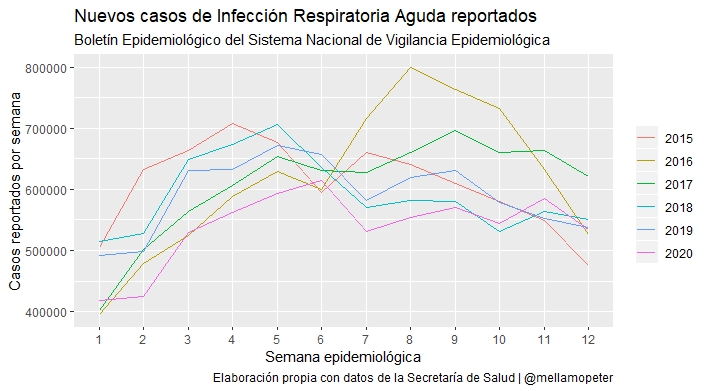 Nuevos casos de Infección Respiratoria Aguda reportados
Boletín Epidemiológico del Sistema Nacional de Vigilancia Epidemiológica
Casos reportados por semana
800000
700000
600000
500000
400000
1 2 3 4 5 6 7 8 9 10 11 12
Semana epidemiológica
2015
2016
2017
2018
2019
2020
Elaboración propia con datos de la Secretaría de Salud | @mellamopeter